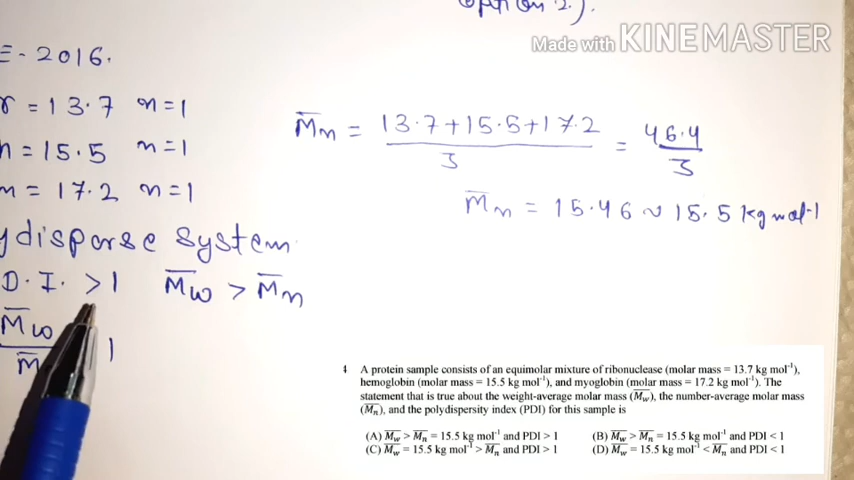 option 2).
Made with KINEMASTER
E - 2016.
r = 13.7 n=1
n = 15.5 n=1
n = 17.2 n=1
M̅n = 13.7+15.5+17.2 / 3 = 46.4 / 3
M̅n = 15.46 ~ 15.5 kg mol-1
ydisparse system
D.I. >1 M̅w > M̅n
M̅w
M̅ 1
4 A protein sample consists of an equimolar mixture of ribonuclease (molar mass = 13.7 kg mol⁻¹),
hemoglobin (molar mass = 15.5 kg mol⁻¹), and myoglobin (molar mass = 17.2 kg mol⁻¹). The
statement that is true about the weight-average molar mass (M̅w), the number-average molar mass
(M̅n), and the polydispersity index (PDI) for this sample is
(A) M̅w > M̅n = 15.5 kg mol⁻¹ and PDI > 1 (B) M̅w > M̅n = 15.5 kg mol⁻¹ and PDI < 1
(C) M̅w = 15.5 kg mol⁻¹ > M̅n and PDI > 1 (D) M̅w = 15.5 kg mol⁻¹ < M̅n and PDI < 1